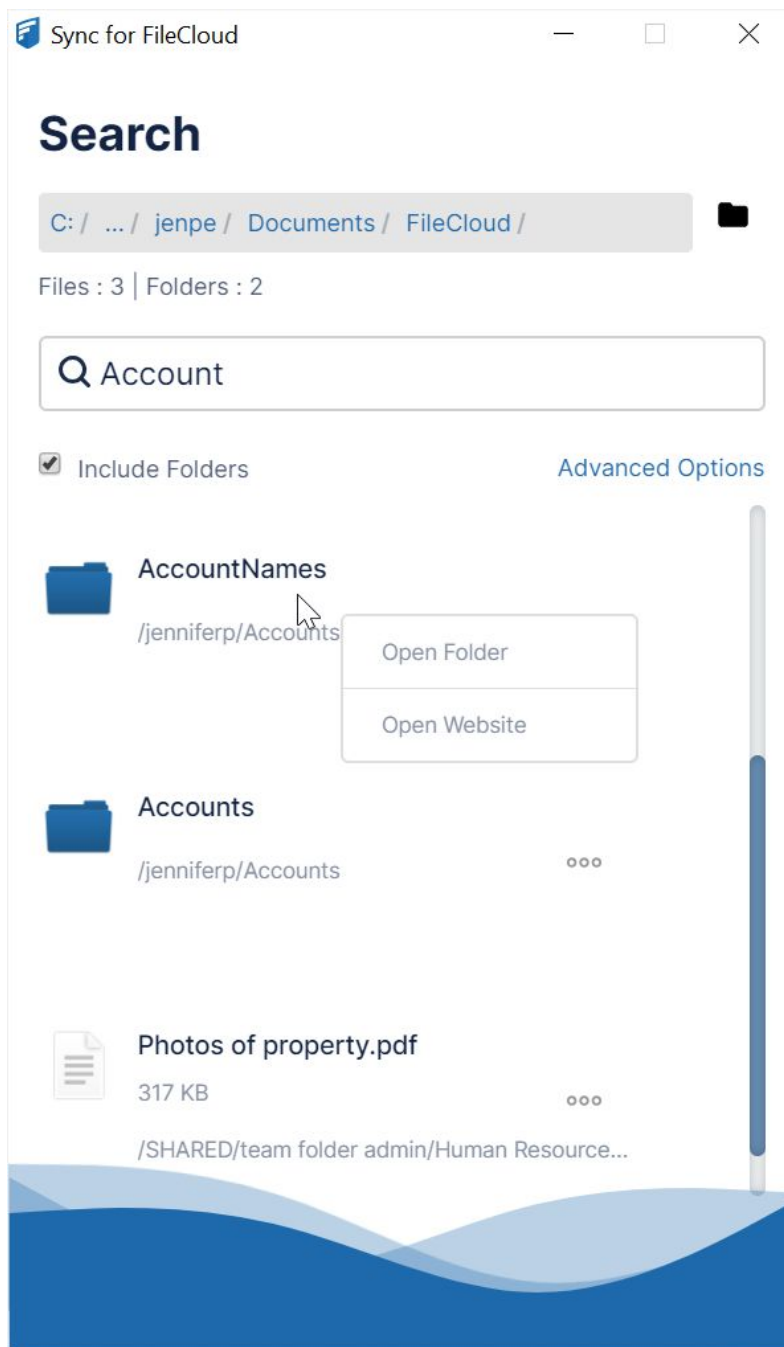 Sync for FileCloud
Search
C: / ... / jenpe / Documents / FileCloud /
Files : 3 | Folders : 2
Account
Include Folders
Advanced Options
AccountNames
/jenniferp/Accounts
Open Folder
Open Website
Accounts
/jenniferp/Accounts
Photos of property.pdf
317 KB
/SHARED/team folder admin/Human Resource...